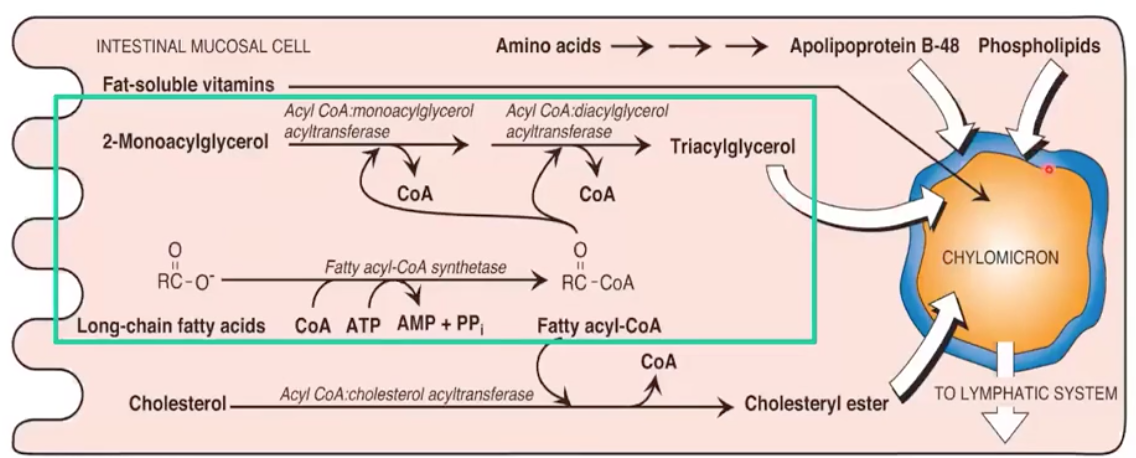 INTESTINAL MUCOSAL CELL
Amino acids
Apolipoprotein B-48
Phospholipids
Fat-soluble vitamins
Acyl CoA:monoacylglycerol
acyltransferase
Acyl CoA:diacylglycerol
acyltransferase
2-Monoacylglycerol
Triacylglycerol
CoA
CoA
O
RC-O-
Fatty acyl-CoA synthetase
O
RC-CoA
CHYLOMICRON
Long-chain fatty acids
CoA
ATP
AMP + PPi
Fatty acyl-CoA
CoA
Cholesterol
Acyl CoA:cholesterol acyltransferase
Cholesteryl ester
TO LYMPHATIC SYSTEM